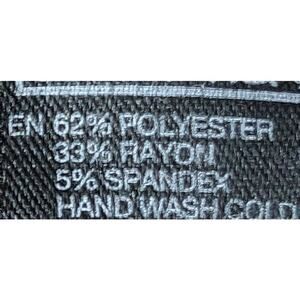 EN 62% POLYESTER
33% RAYON
5% SPANDEX
HAND WASH COLD